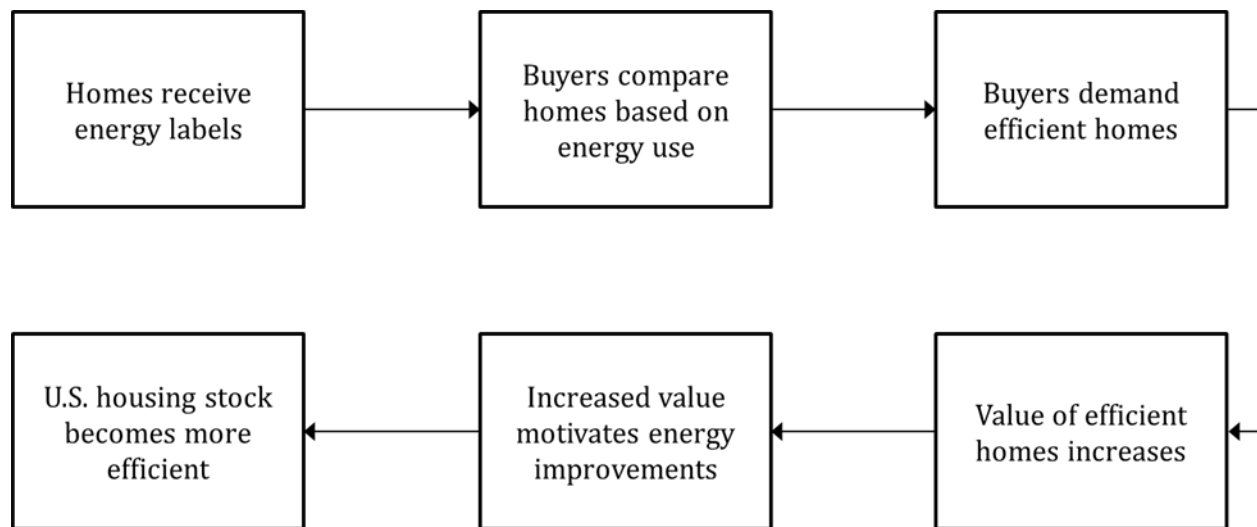 Homes receive
energy labels
Buyers compare
homes based on
energy use
Buyers demand
efficient homes
Value of efficient
homes increases
Increased value
motivates energy
improvements
U.S. housing stock
becomes more
efficient